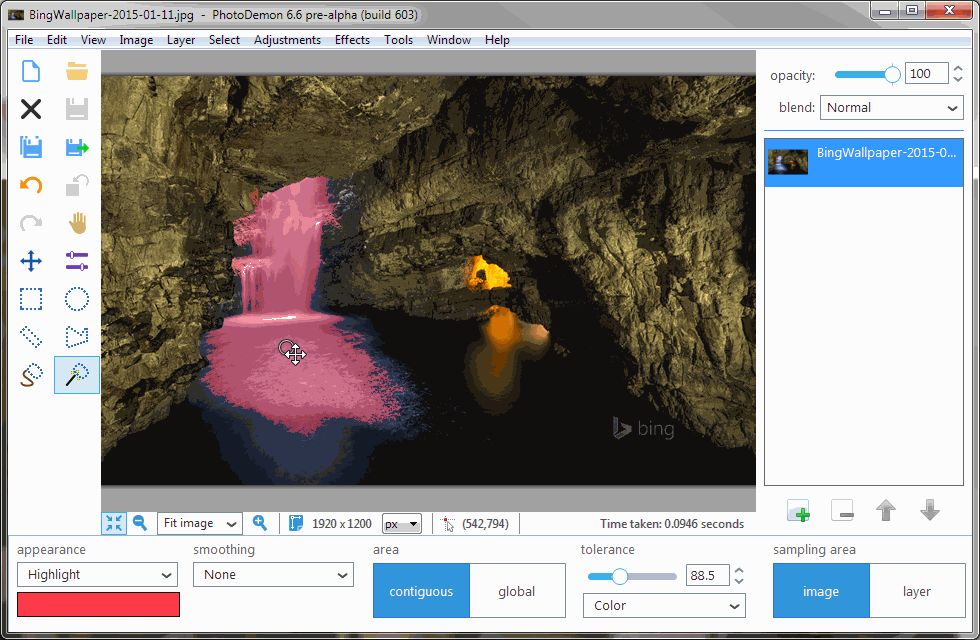 BingWallpaper-2015-01-11.jpg - PhotoDemon 6.6 pre-alpha (build 603)
File Edit View Image Layer Select Adjustments Effects Tools Window Help
opacity: 100
blend: Normal
BingWallpaper-2015-0...
bing
Fit image 1920 x 1200 px (542,794) Time taken: 0.0946 seconds
appearance smoothing area tolerance sampling area
Highlight None contiguous global 88.5 image layer
Color